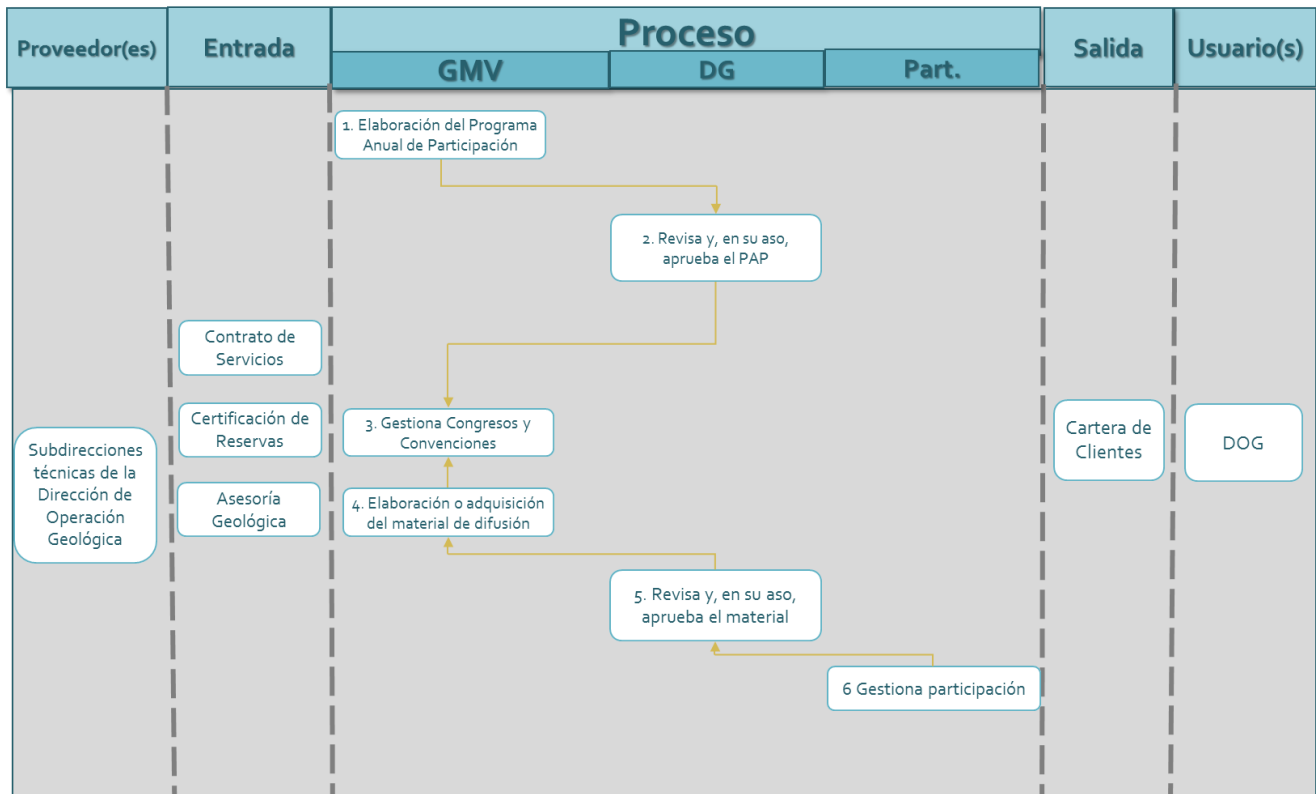 Proveedor(es)
Entrada
Proceso
GMV
DG
Part.
Salida
Usuario(s)
1. Elaboración del Programa
Anual de Participación
2. Revisa y, en su aso,
aprueba el PAP
Contrato de
Servicios
Certificación de
Reservas
Asesoría
Geológica
Subdirecciones
técnicas de la
Dirección de
Operación
Geológica
3. Gestiona Congresos y
Convenciones
4. Elaboración o adquisición
del material de difusión
5. Revisa y, en su aso,
aprueba el material
6 Gestiona participación
Cartera de
Clientes
DOG